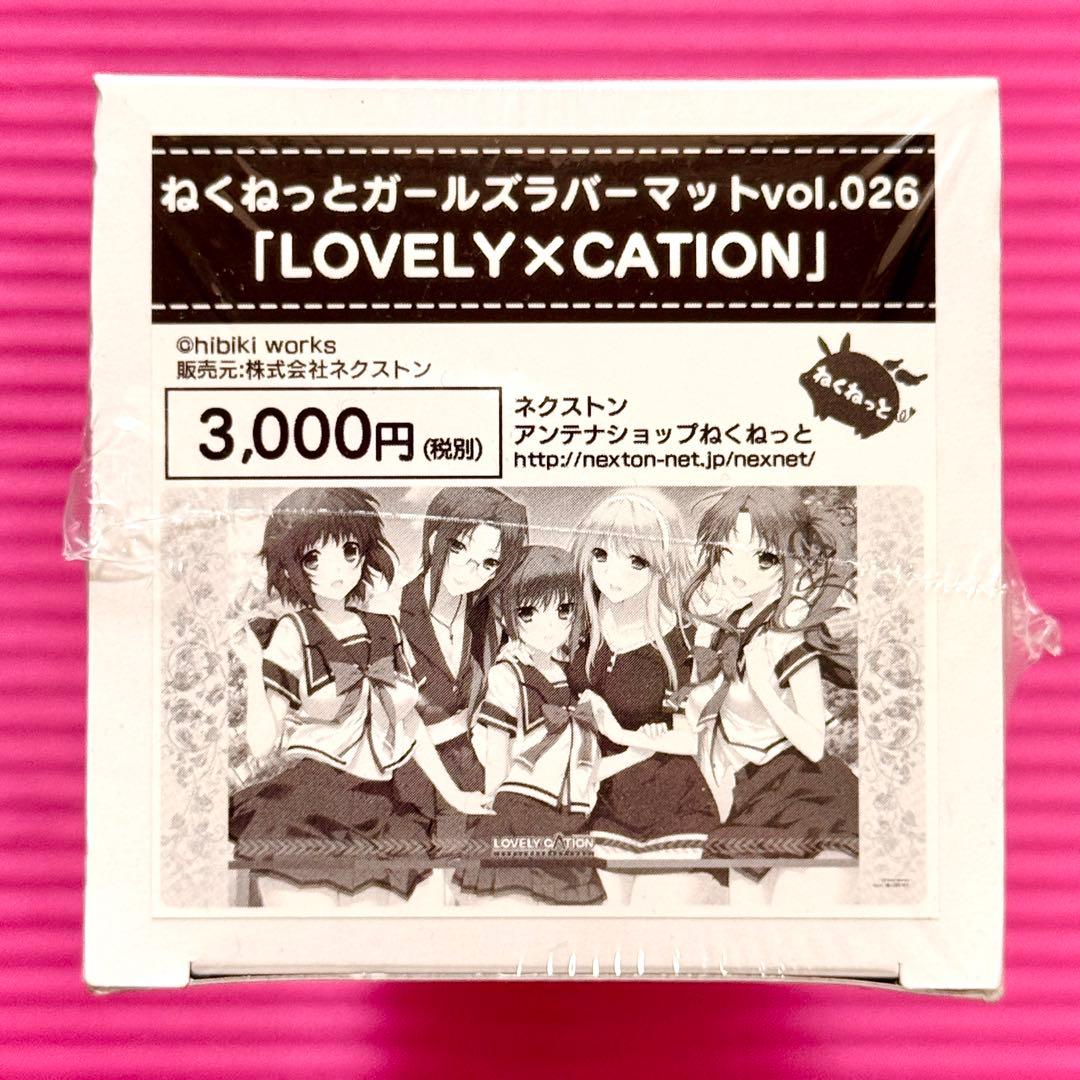 ねくねっとガールズラバーマットvol.026
「LOVELY×CATION」
©hibiki works
販売元:株式会社ネクストン
3,000円(税別)
ネクストン
アンテナショップねくねっと
http://nexton-net.jp/nexnet/
ねくねっと
LOVELY CATION